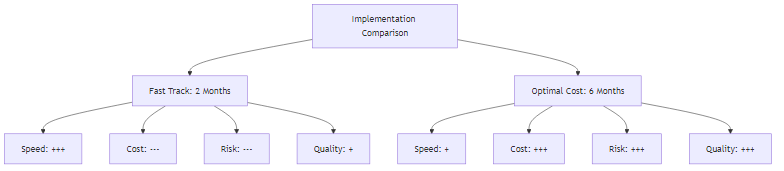 Implementation
Comparison
Fast Track: 2 Months
Optimal Cost: 6 Months
Speed: +++
Cost: ---
Risk: ---
Quality: +
Speed: +
Cost: +++
Risk: +++
Quality: +++